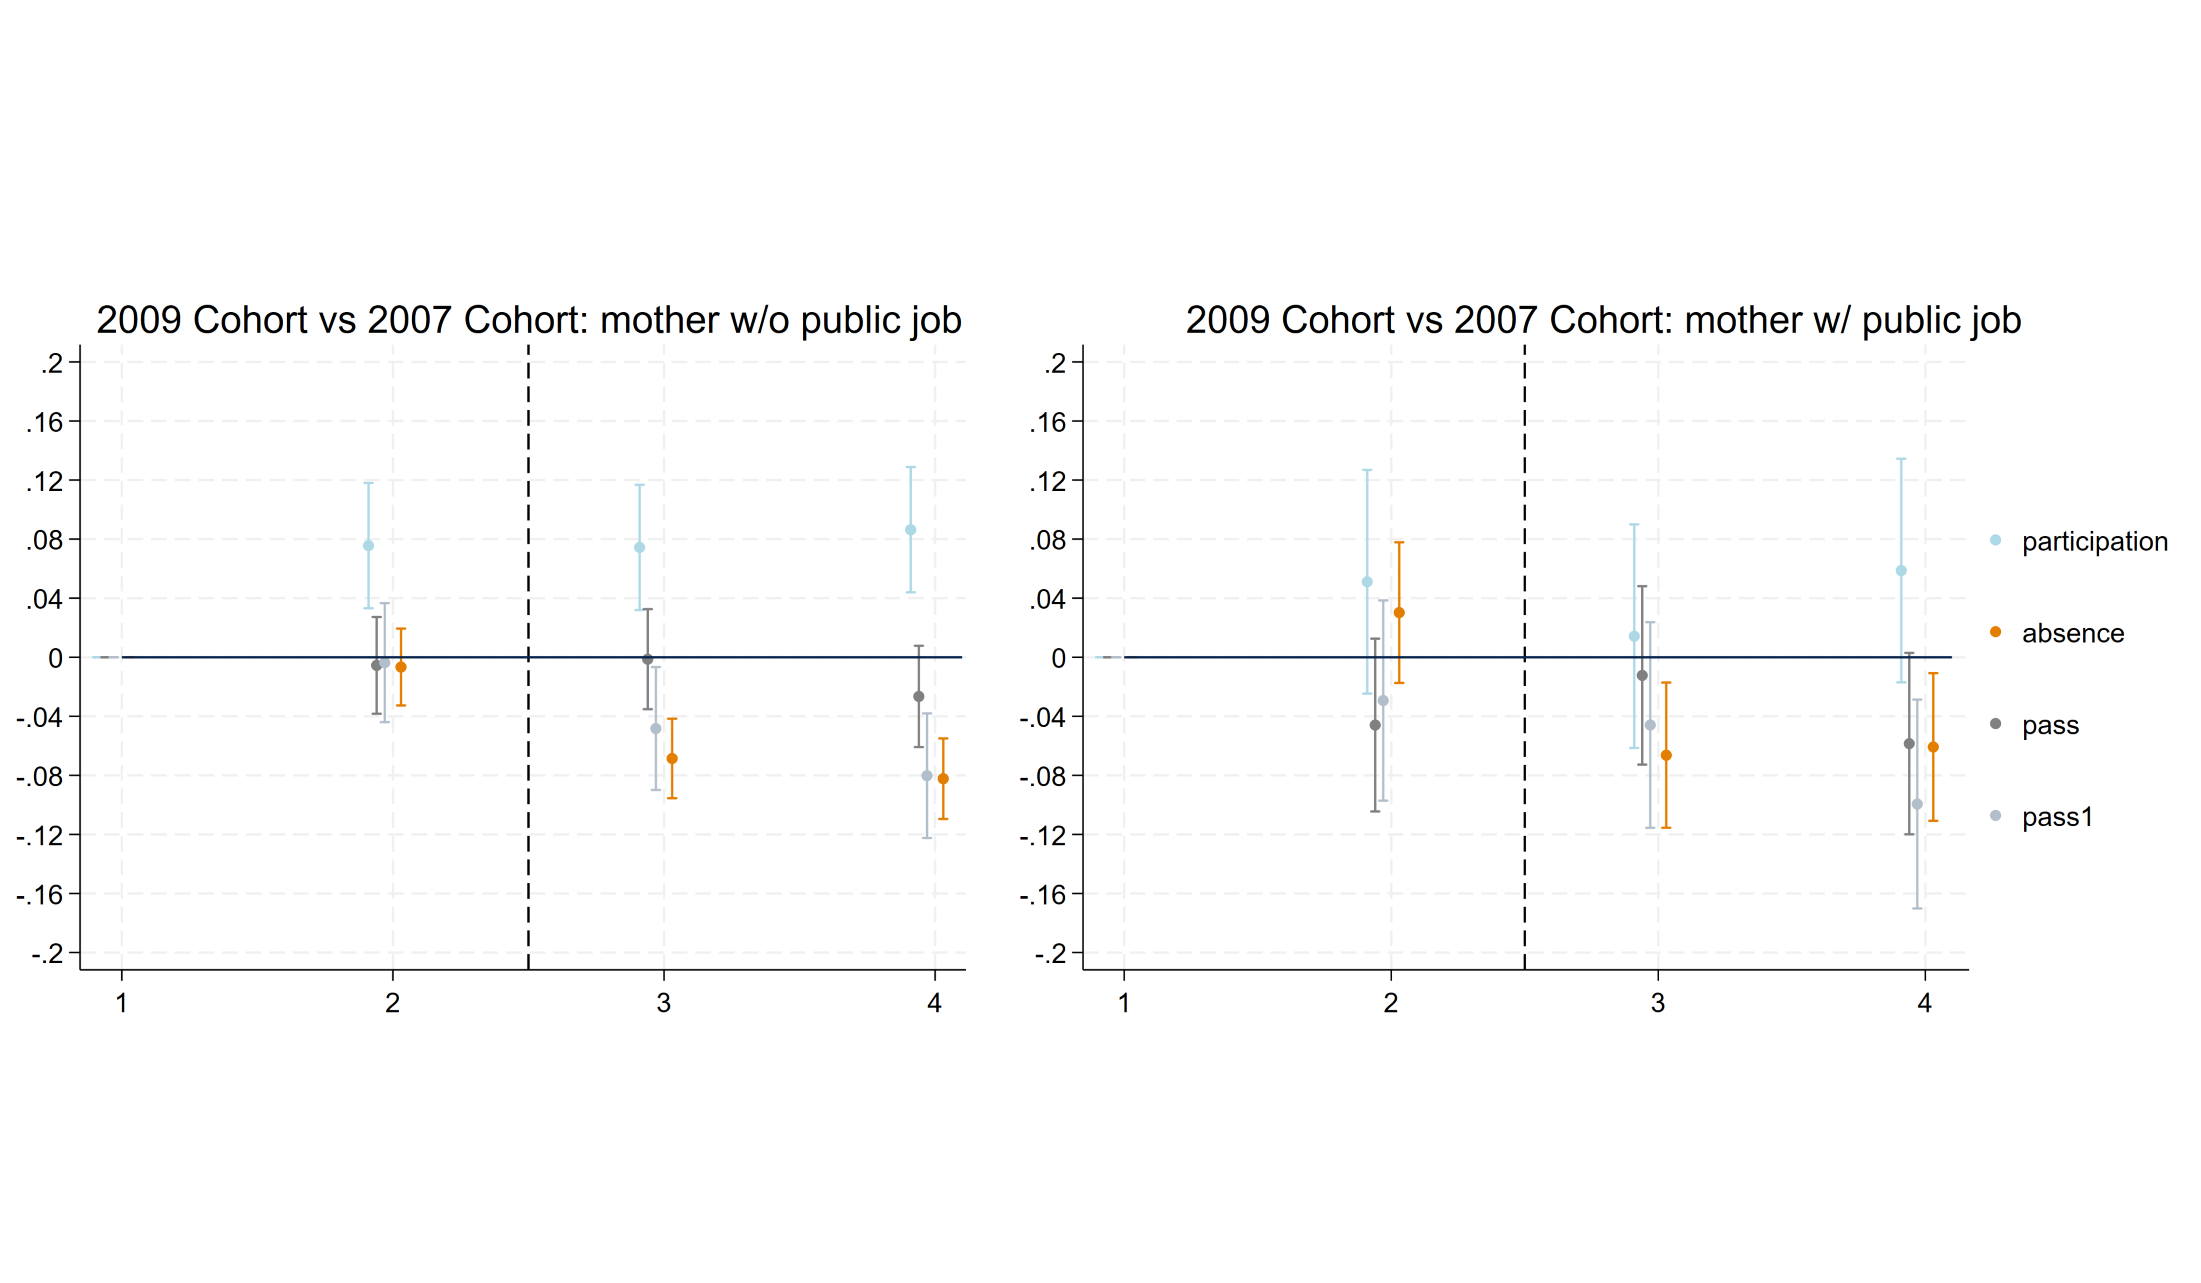 2009 Cohort vs 2007 Cohort: mother w/o public job
.2
.16
.12
.08
.04
0
-.04
-.08
-.12
-.16
-.2
1 2 3 4
2009 Cohort vs 2007 Cohort: mother w/ public job
.2
.16
.12
.08
.04
0
-.04
-.08
-.12
-.16
-.2
1 2 3 4
participation
absence
pass
pass1